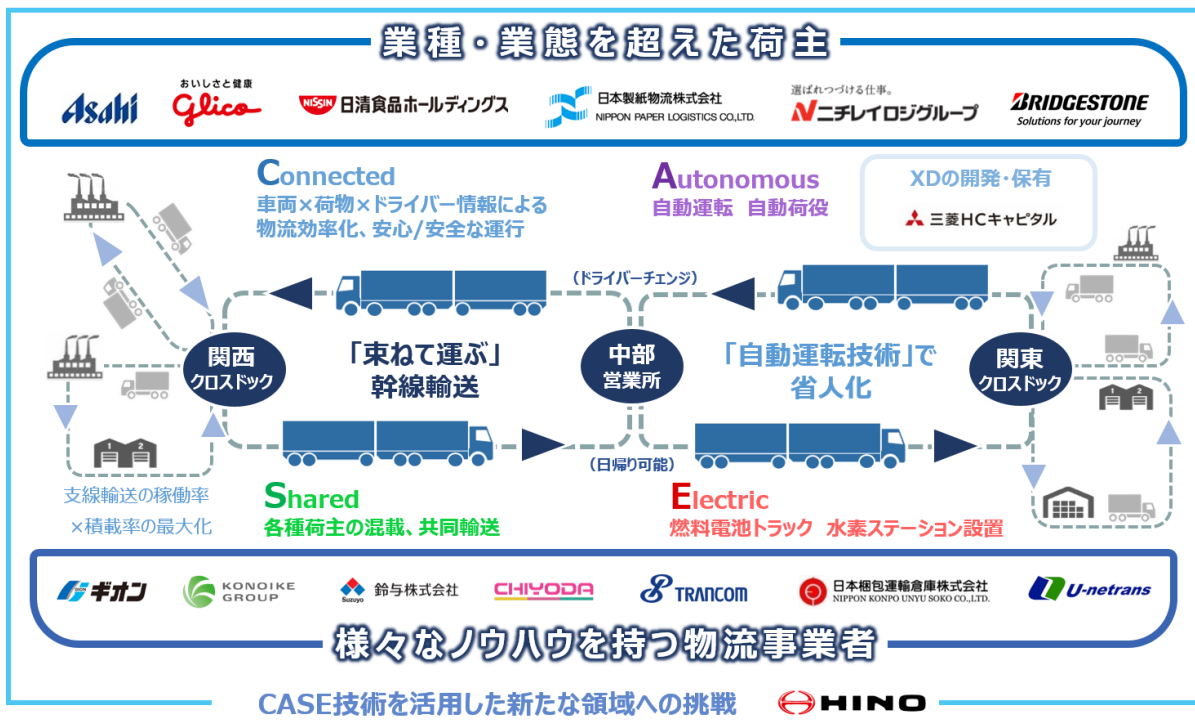 業種・業態を超えた荷主
Asahi
おいしさと健康
Glico
NISSIN 日清食品ホールディングス
日本製紙物流株式会社
NIPPON PAPER LOGISTICS CO.,LTD.
選ばれつづける仕事。
ニチレイロジグループ
BRIDGESTONE
Solutions for your journey
Connected
車両×荷物×ドライバー情報による
物流効率化、安心/安全な運行
Autonomous
自動運転 自動荷役
XDの開発・保有
三菱HCキャピタル
(ドライバーチェンジ)
関西
クロスドック
「束ねて運ぶ」
幹線輸送
中部
営業所
「自動運転技術」で
省人化
関東
クロスドック
1 2
1 2
(日帰り可能)
支線輸送の稼働率
×積載率の最大化
Shared
各種荷主の混載、共同輸送
Electric
燃料電池トラック 水素ステーション設置
ギオン
KONOIKE
GROUP
Suzuyo 鈴与株式会社
CHIYODA
TRANCOM
日本梱包運輸倉庫株式会社
NIPPON KONPO UNYU SOKO CO.,LTD.
U-netrans
様々なノウハウを持つ物流事業者
CASE技術を活用した新たな領域への挑戦
HINO